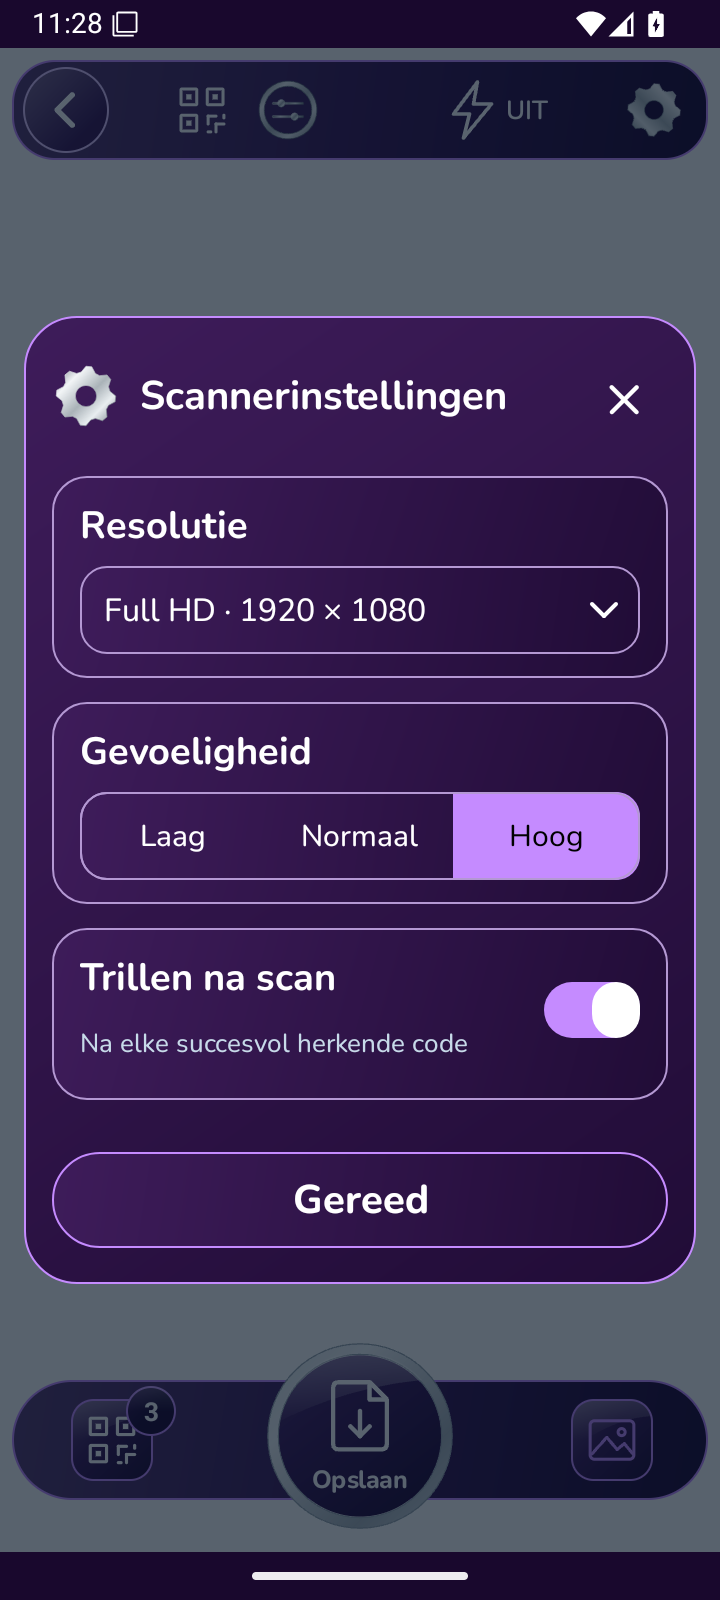 11:28
UIT
Scannerinstellingen
Resolutie
Full HD · 1920 × 1080
Gevoeligheid
Laag Normaal Hoog
Trillen na scan
Na elke succesvol herkende code
Gereed
3
Opslaan